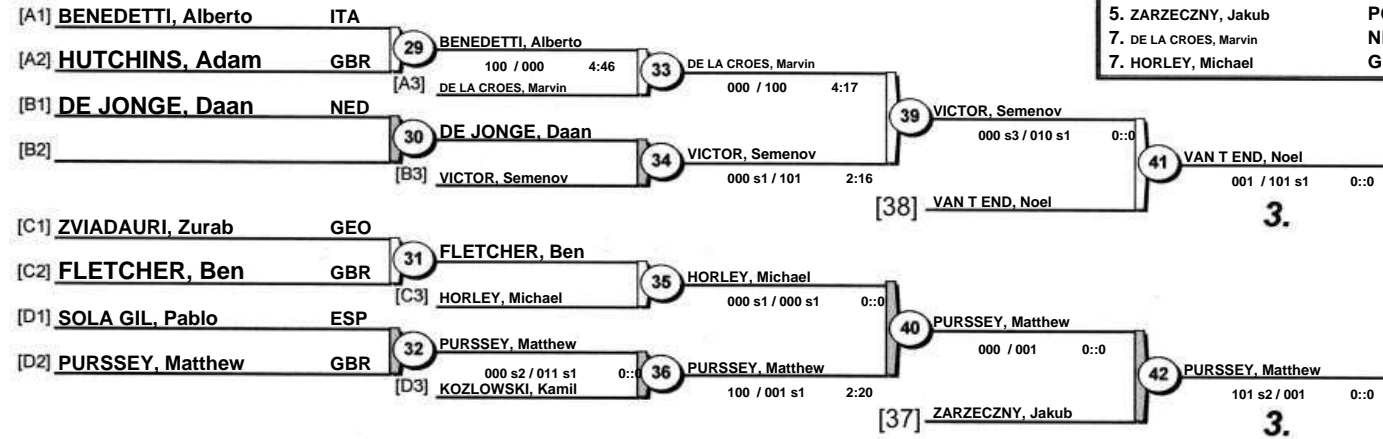 5. ZARZECZNY, Jakub
7. DE LA CROES, Marvin
7. HORLEY, Michael
[A1] BENEDETTI, Alberto ITA
[A2] HUTCHINS, Adam GBR
29
BENEDETTI, Alberto
100 / 000 4:46
[A3] DE LA CROES, Marvin
33
DE LA CROES, Marvin
000 / 100 4:17
[B1] DE JONGE, Daan NED
[B2]
30
DE JONGE, Daan
[B3] VICTOR, Semenov
34
VICTOR, Semenov
000 s1 / 101 2:16
39
VICTOR, Semenov
000 s3 / 010 s1 0::0
[38] VAN T END, Noel
41
VAN T END, Noel
001 / 101 s1 0::0
3.
[C1] ZVIADAURI, Zurab GEO
[C2] FLETCHER, Ben GBR
31
FLETCHER, Ben
[C3] HORLEY, Michael
35
HORLEY, Michael
000 s1 / 000 s1 0::0
[D1] SOLA GIL, Pablo ESP
[D2] PURSSEY, Matthew GBR
32
PURSSEY, Matthew
000 s2 / 011 s1 0::0
[D3] KOZLOWSKI, Kamil
36
PURSSEY, Matthew
100 / 001 s1 2:20
40
PURSSEY, Matthew
000 / 001 0::0
[37] ZARZECZNY, Jakub
42
PURSSEY, Matthew
101 s2 / 001 0::0
3.